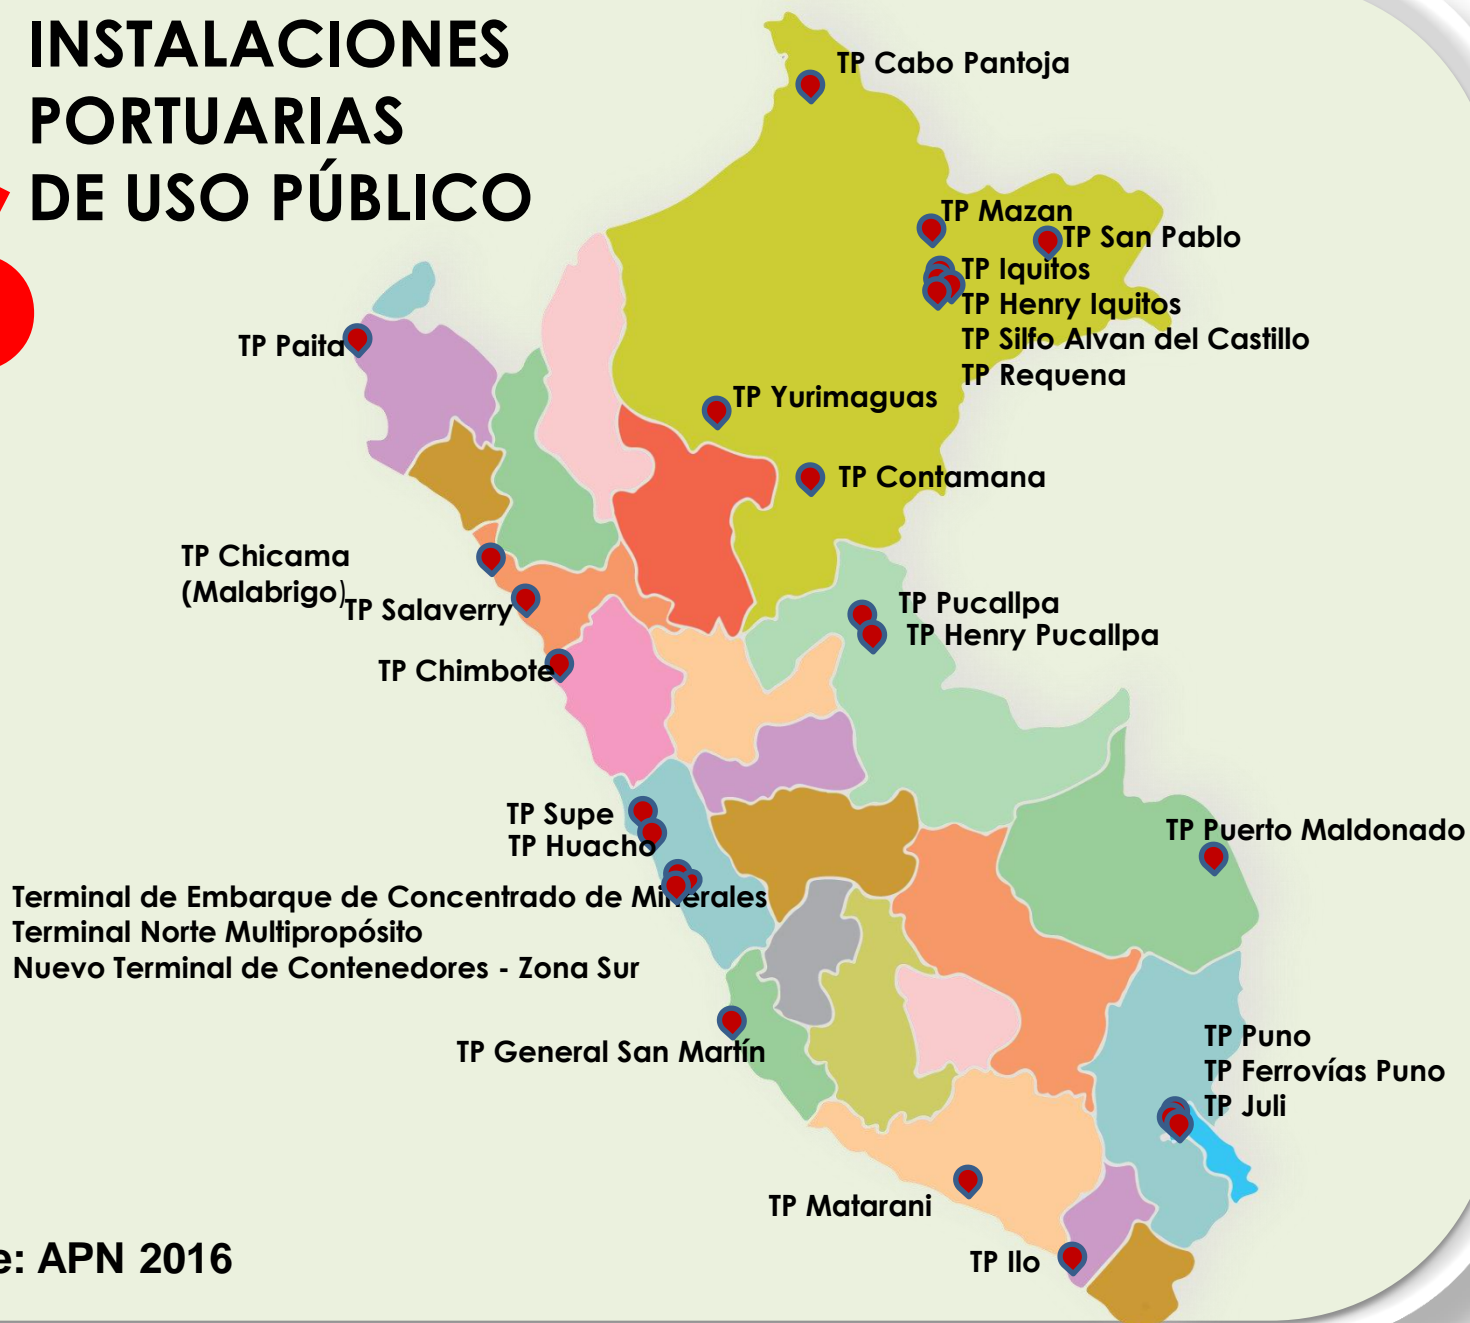 INSTALACIONES
PORTUARIAS
DE USO PÚBLICO
TP Cabo Pantoja
TP Mazan
TP San Pablo
TP Iquitos
TP Henry Iquitos
TP Silfo Alvan del Castillo
TP Requena
TP Paita
TP Yurimaguas
TP Contamana
TP Chicama
(Malabrigo)
TP Salaverry
TP Pucallpa
TP Henry Pucallpa
TP Chimbote
TP Supe
TP Huacho
TP Puerto Maldonado
Terminal de Embarque de Concentrado de Minerales
Terminal Norte Multipropósito
Nuevo Terminal de Contenedores - Zona Sur
TP General San Martín
TP Puno
TP Ferrovías Puno
TP Juli
TP Matarani
TP Ilo
e: APN 2016